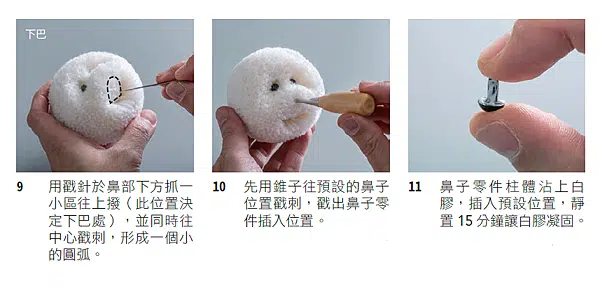 下巴
9 用戳針於鼻部下方抓一
小區往上撥（此位置決
定下巴處），並同時往
中心戳刺，形成一個小
的圓弧。
10 先用錐子往預設的鼻子
位置戳刺，戳出鼻子零
件插入位置。
11 鼻子零件柱體沾上白
膠，插入預設位置，靜
置 15 分鐘讓白膠凝固。